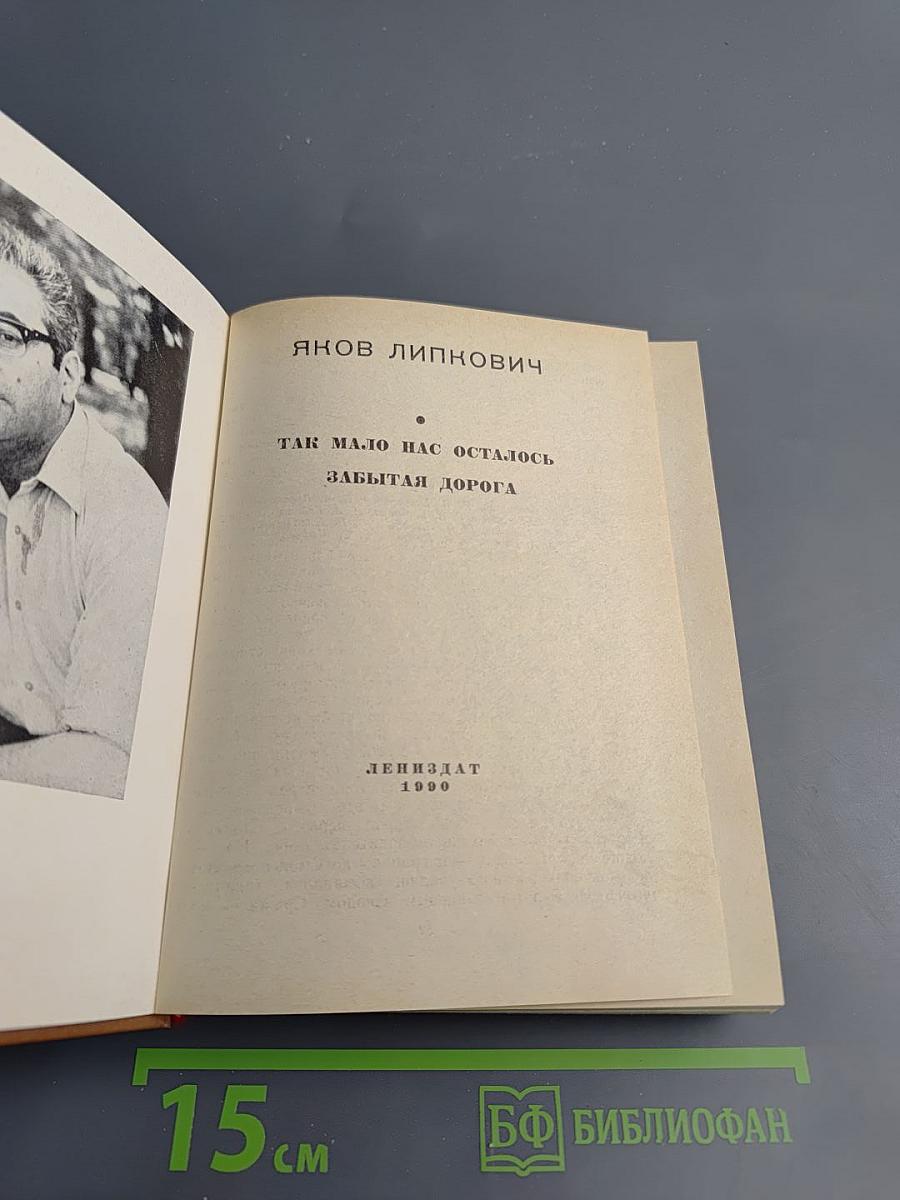 ЯКОВ ЛИПКОВИЧ
ТАК МАЛО НАС ОСТАЛОСЬ
ЗАБЫТАЯ ДОРОГА
ЛЕНИЗДАТ
1990
15 см
БФ БИБЛИОФАН